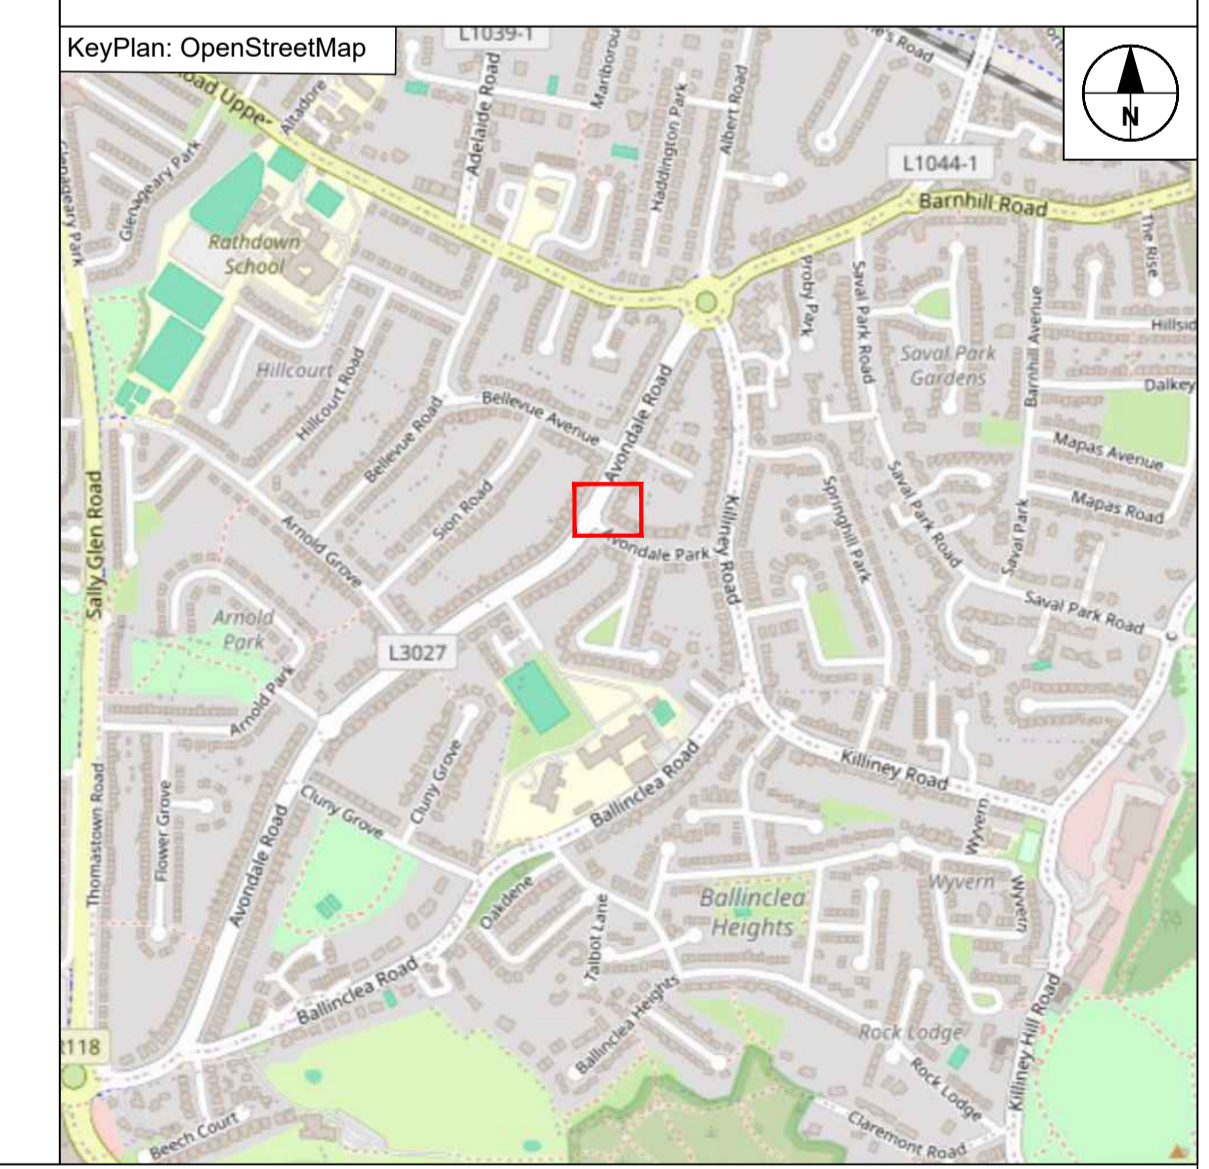 KeyPlan: OpenStreetMap
N
L1039-1
Adelaide Road
Haddington Park
Albert Road
L1044-1
Barnhill Road
The Rise
Altadore
Glenageary Park
Glenageary Park
Rathdown
School
Proby Park
Saval Park Road
Saval Park
Gardens
Barnhill Avenue
Dalkey
Hillcourt
Hillcourt Road
Bellevue Road
Bellevue Avenue
Avondale Road
Mapas Avenue
Mapas Road
Sally Glen Road
Arnold Grove
Sion Road
Avondale Park
Killiney Road
Springhill Park
Saval Park Road
Saval Park
Saval Park Road
Arnold
Park
Arnold Park
L3027
Thomastown Road
Flower Grove
Avondale Road
Cluny Grove
Cluny Grove
Ballinclea Road
Killiney Road
Wyvern
Wyvern
Wyvern
Oakdene
Talbot Lane
Ballinclea
Heights
Ballinclea Road
Ballinclea Heights
Rock Lodge
Rock Lodge
Killiney Hill Road
Claremont Road
Beech Court